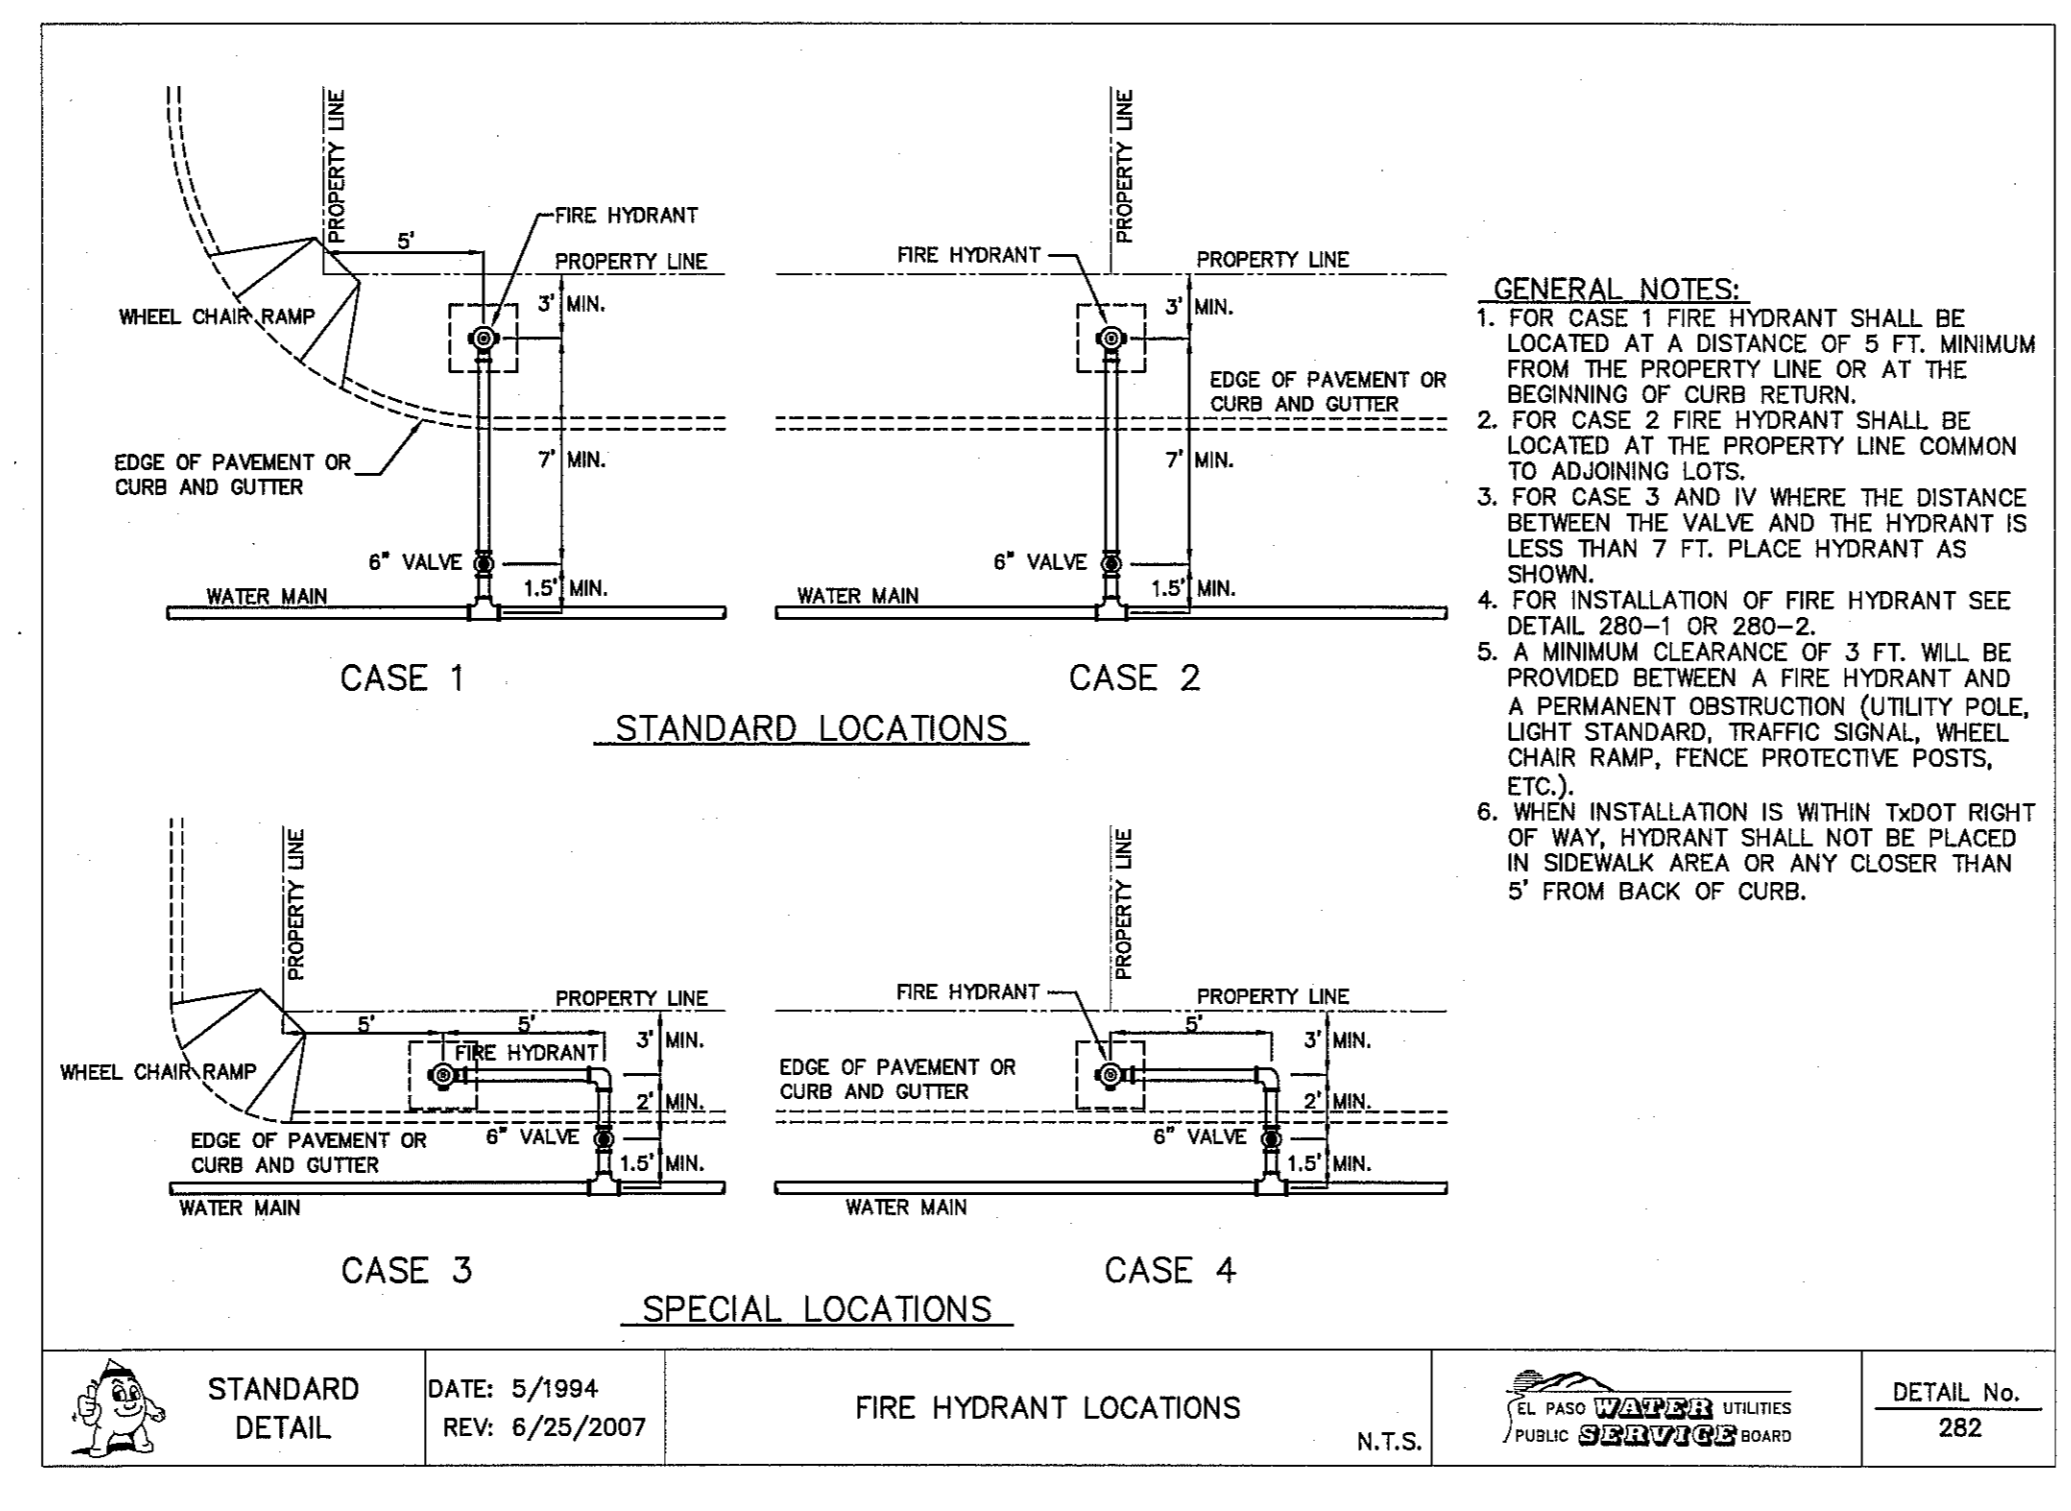 PROPERTY LINE
FIRE HYDRANT
5'
PROPERTY LINE
3' MIN.
WHEEL CHAIR RAMP
EDGE OF PAVEMENT OR
CURB AND GUTTER
7' MIN.
6" VALVE
1.5' MIN.
WATER MAIN
CASE 1
PROPERTY LINE
FIRE HYDRANT
PROPERTY LINE
3' MIN.
EDGE OF PAVEMENT OR
CURB AND GUTTER
7' MIN.
6" VALVE
1.5' MIN.
WATER MAIN
CASE 2
STANDARD LOCATIONS
PROPERTY LINE
PROPERTY LINE
5'
5'
3' MIN.
FIRE HYDRANT
WHEEL CHAIR RAMP
2' MIN.
EDGE OF PAVEMENT OR
CURB AND GUTTER
6" VALVE
1.5' MIN.
WATER MAIN
CASE 3
PROPERTY LINE
FIRE HYDRANT
PROPERTY LINE
5'
3' MIN.
EDGE OF PAVEMENT OR
CURB AND GUTTER
2' MIN.
6" VALVE
1.5' MIN.
WATER MAIN
CASE 4
SPECIAL LOCATIONS
GENERAL NOTES:
1. FOR CASE 1 FIRE HYDRANT SHALL BE
LOCATED AT A DISTANCE OF 5 FT. MINIMUM
FROM THE PROPERTY LINE OR AT THE
BEGINNING OF CURB RETURN.
2. FOR CASE 2 FIRE HYDRANT SHALL BE
LOCATED AT THE PROPERTY LINE COMMON
TO ADJOINING LOTS.
3. FOR CASE 3 AND IV WHERE THE DISTANCE
BETWEEN THE VALVE AND THE HYDRANT IS
LESS THAN 7 FT. PLACE HYDRANT AS
SHOWN.
4. FOR INSTALLATION OF FIRE HYDRANT SEE
DETAIL 280-1 OR 280-2.
5. A MINIMUM CLEARANCE OF 3 FT. WILL BE
PROVIDED BETWEEN A FIRE HYDRANT AND
A PERMANENT OBSTRUCTION (UTILITY POLE,
LIGHT STANDARD, TRAFFIC SIGNAL, WHEEL
CHAIR RAMP, FENCE PROTECTIVE POSTS,
ETC.).
6. WHEN INSTALLATION IS WITHIN TxDOT RIGHT
OF WAY, HYDRANT SHALL NOT BE PLACED
IN SIDEWALK AREA OR ANY CLOSER THAN
5' FROM BACK OF CURB.
STANDARD
DETAIL
DATE: 5/1994
REV: 6/25/2007
FIRE HYDRANT LOCATIONS
N.T.S.
EL PASO WATER UTILITIES
PUBLIC SERVICE BOARD
DETAIL No.
282